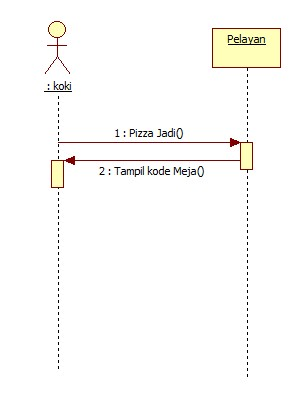 Pelayan
: koki
1 : Pizza Jadi()
2 : Tampil kode Meja()